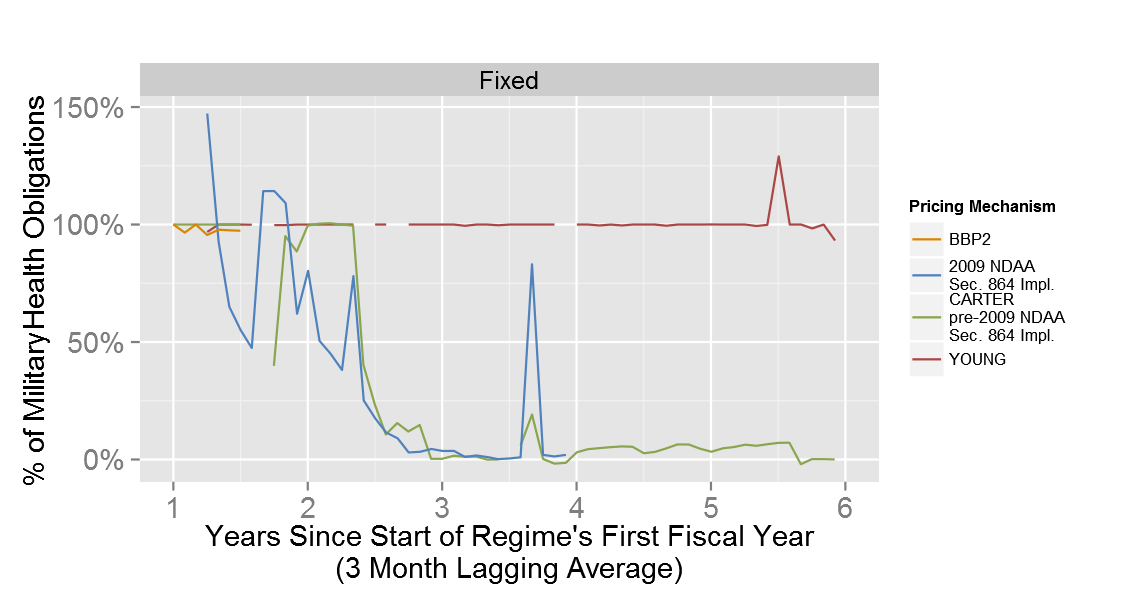 Fixed
% of MilitaryHealth Obligations
150%
100%
50%
0%
1 2 3 4 5 6
Years Since Start of Regime's First Fiscal Year
(3 Month Lagging Average)
Pricing Mechanism
BBP2
2009 NDAA
Sec. 864 Impl.
CARTER
pre-2009 NDAA
Sec. 864 Impl.
YOUNG